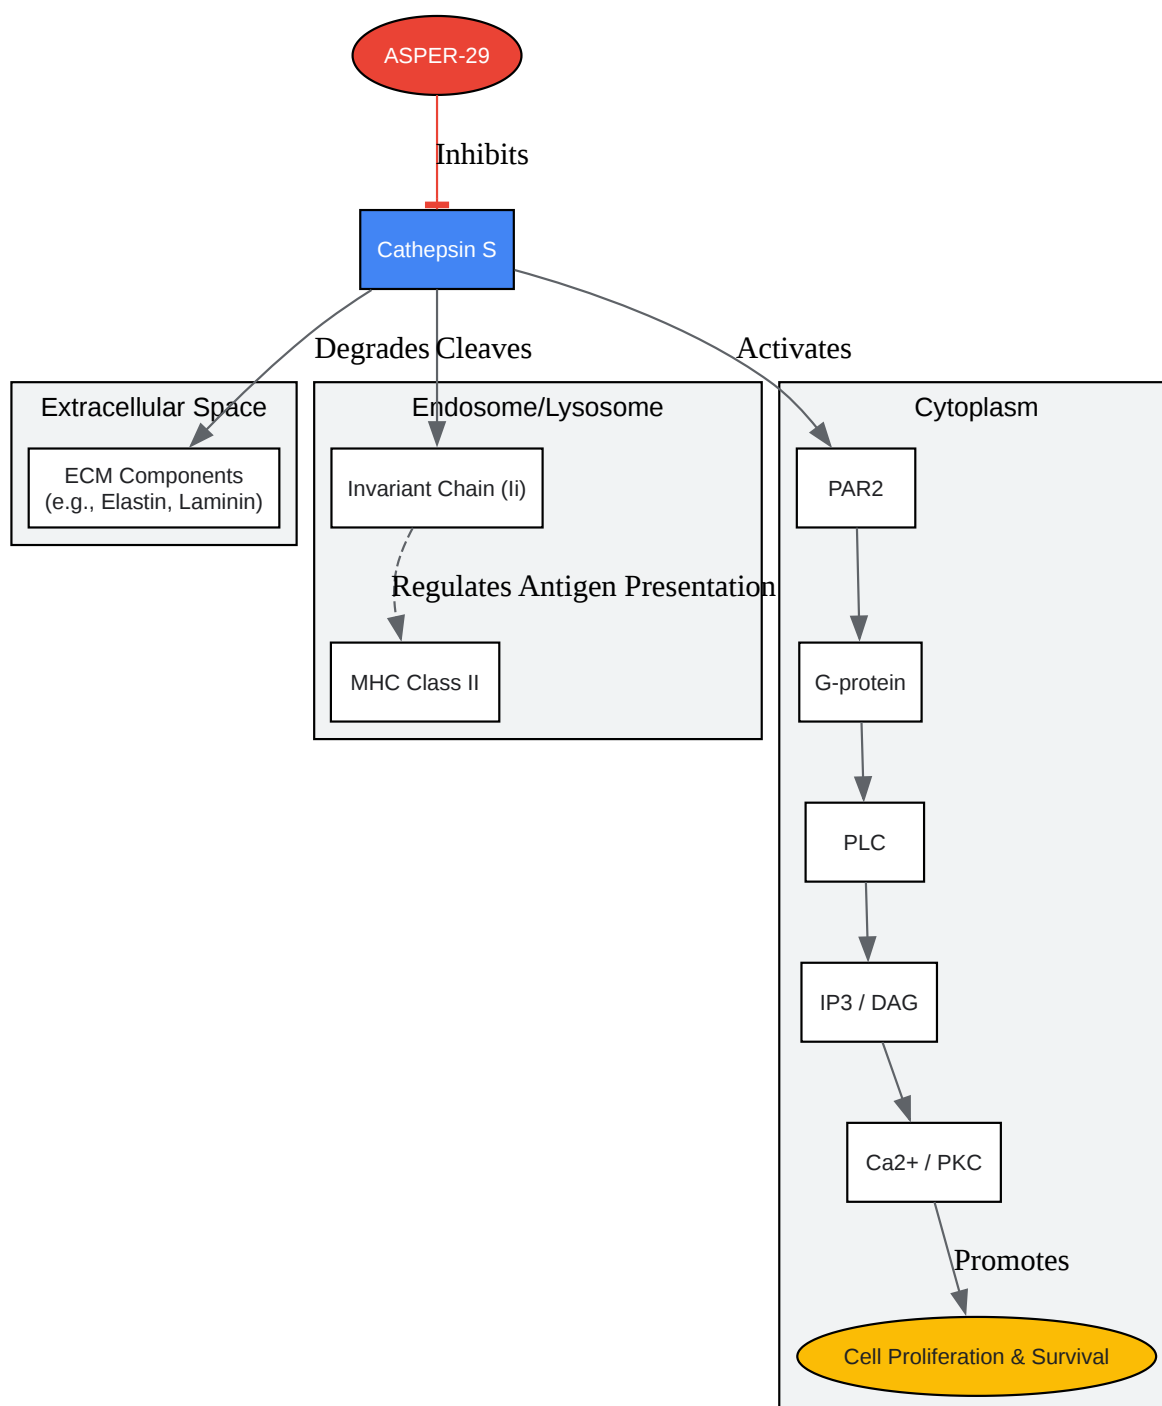 ASPER-29
Inhibits
Cathepsin S
Degrades
Cleaves
Activates
Extracellular Space
Endosome/Lysosome
Cytoplasm
ECM Components
(e.g., Elastin, Laminin)
Invariant Chain (Ii)
PAR2
Regulates Antigen Presentation
MHC Class II
G-protein
PLC
IP3 / DAG
Ca2+ / PKC
Promotes
Cell Proliferation & Survival